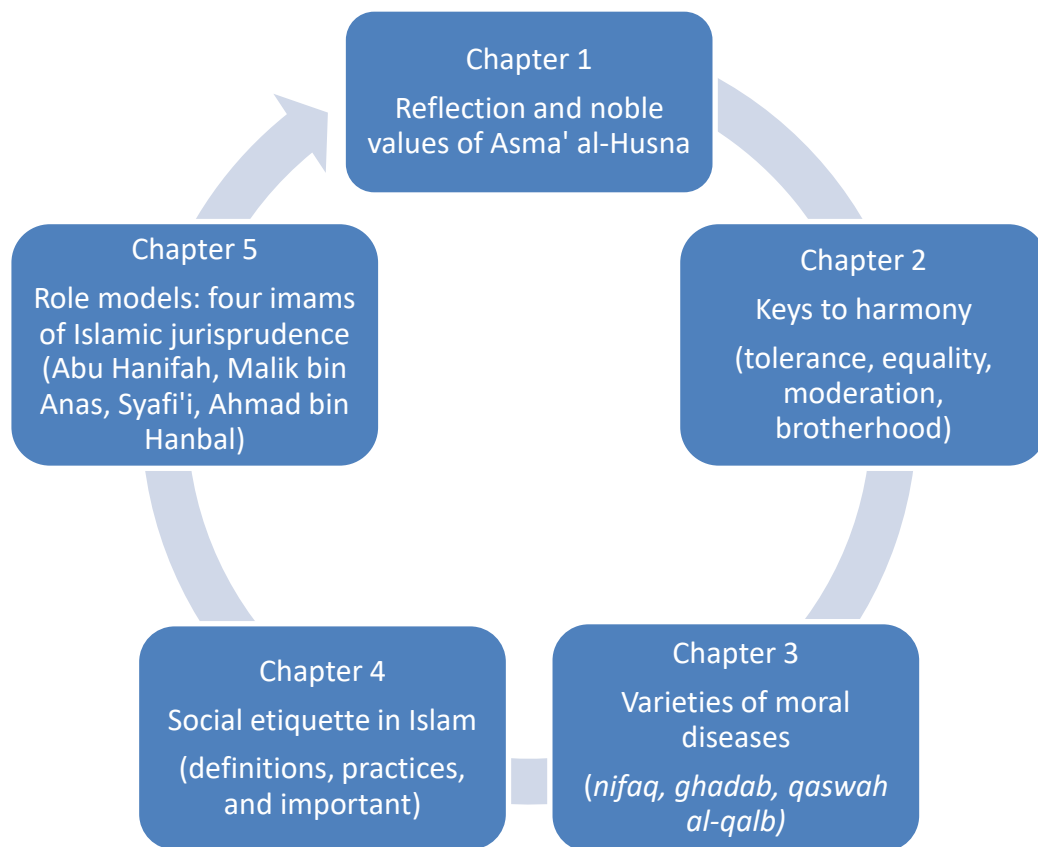 Chapter 1
Reflection and noble
values of Asma' al-Husna
Chapter 2
Keys to harmony
(tolerance, equality,
moderation,
brotherhood)
Chapter 3
Varieties of moral
diseases
(nifaq, ghadab, qaswah
al-qalb)
Chapter 4
Social etiquette in Islam
(definitions, practices,
and important)
Chapter 5
Role models: four imams
of Islamic jurisprudence
(Abu Hanifah, Malik bin
Anas, Syafi'i, Ahmad bin
Hanbal)